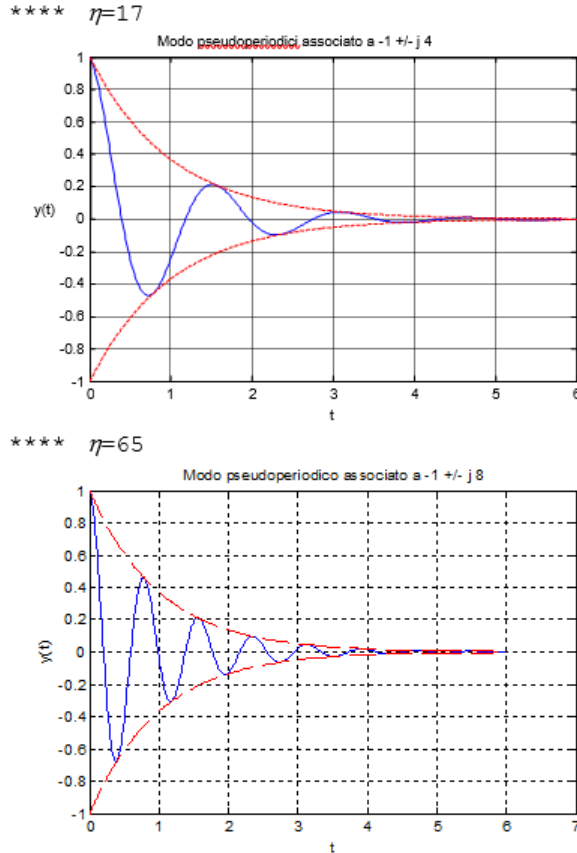 **** η=17
Modo pseudoperiodici associato a -1 +/- j 4
1
0.8
0.6
0.4
0.2
y(t)
0
-0.2
-0.4
-0.6
-0.8
-1
0 1 2 3 4 5 6
t
**** η=65
Modo pseudoperiodico associato a -1 +/- j 8
1
0.8
0.6
0.4
0.2
y(t)
0
-0.2
-0.4
-0.6
-0.8
-1
0 1 2 3 4 5 6 7
t